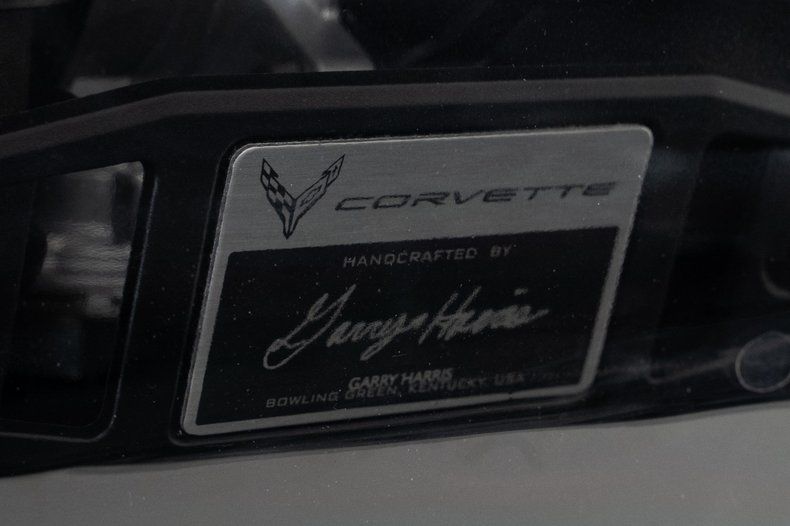 CORVETTE
HANDCRAFTED BY
Garry Harris
GARRY HARRIS
BOWLING GREEN, KENTUCKY, USA